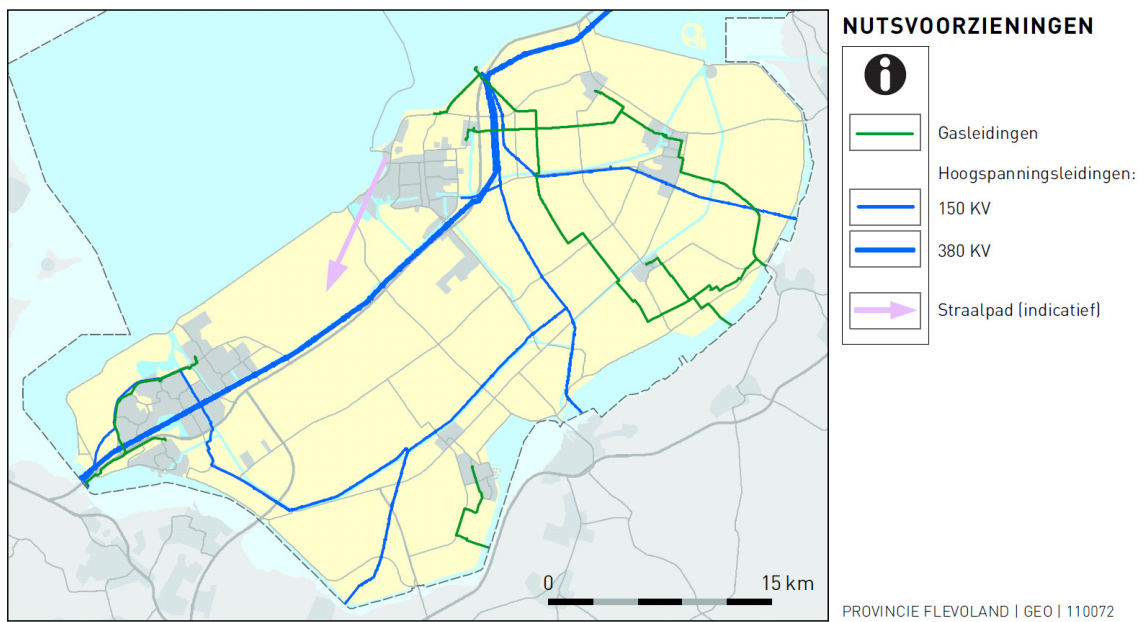 NUTSVOORZIENINGEN
i
Gasleidingen
Hoogspanningsleidingen:
150 KV
380 KV
Straalpad (indicatief)
0 15 km
PROVINCIE FLEVOLAND | GEO | 110072